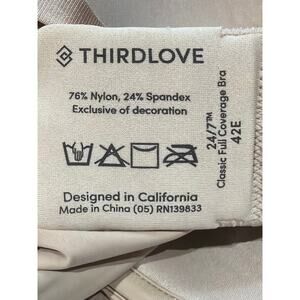 THIRDLOVE
76% Nylon, 24% Spandex
Exclusive of decoration
Designed in California
Made in China (05) RN139833
24/7™
Classic Full Coverage Bra
42E